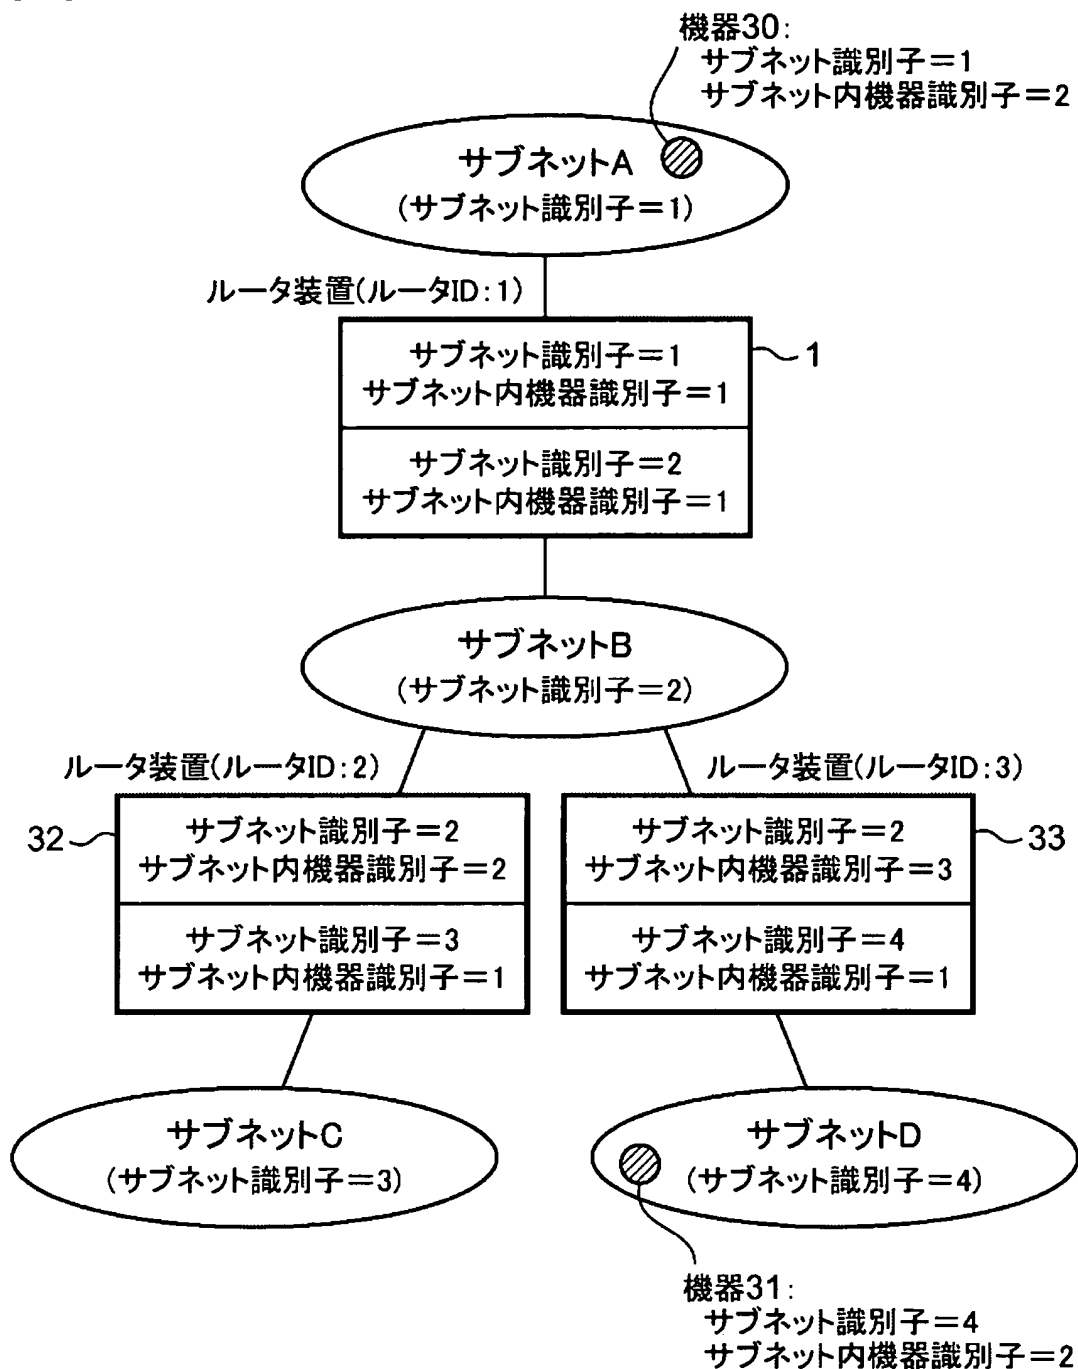 機器30:
サブネット識別子=1
サブネット内機器識別子=2
サブネットA
(サブネット識別子=1)
ルータ装置(ルータID:1)
サブネット識別子=1
サブネット内機器識別子=1
1
サブネット識別子=2
サブネット内機器識別子=1
サブネットB
(サブネット識別子=2)
ルータ装置(ルータID:2)
ルータ装置(ルータID:3)
32
サブネット識別子=2
サブネット内機器識別子=2
サブネット識別子=3
サブネット内機器識別子=1
サブネット識別子=2
サブネット内機器識別子=3
33
サブネット識別子=4
サブネット内機器識別子=1
サブネットC
(サブネット識別子=3)
サブネットD
(サブネット識別子=4)
機器31:
サブネット識別子=4
サブネット内機器識別子=2